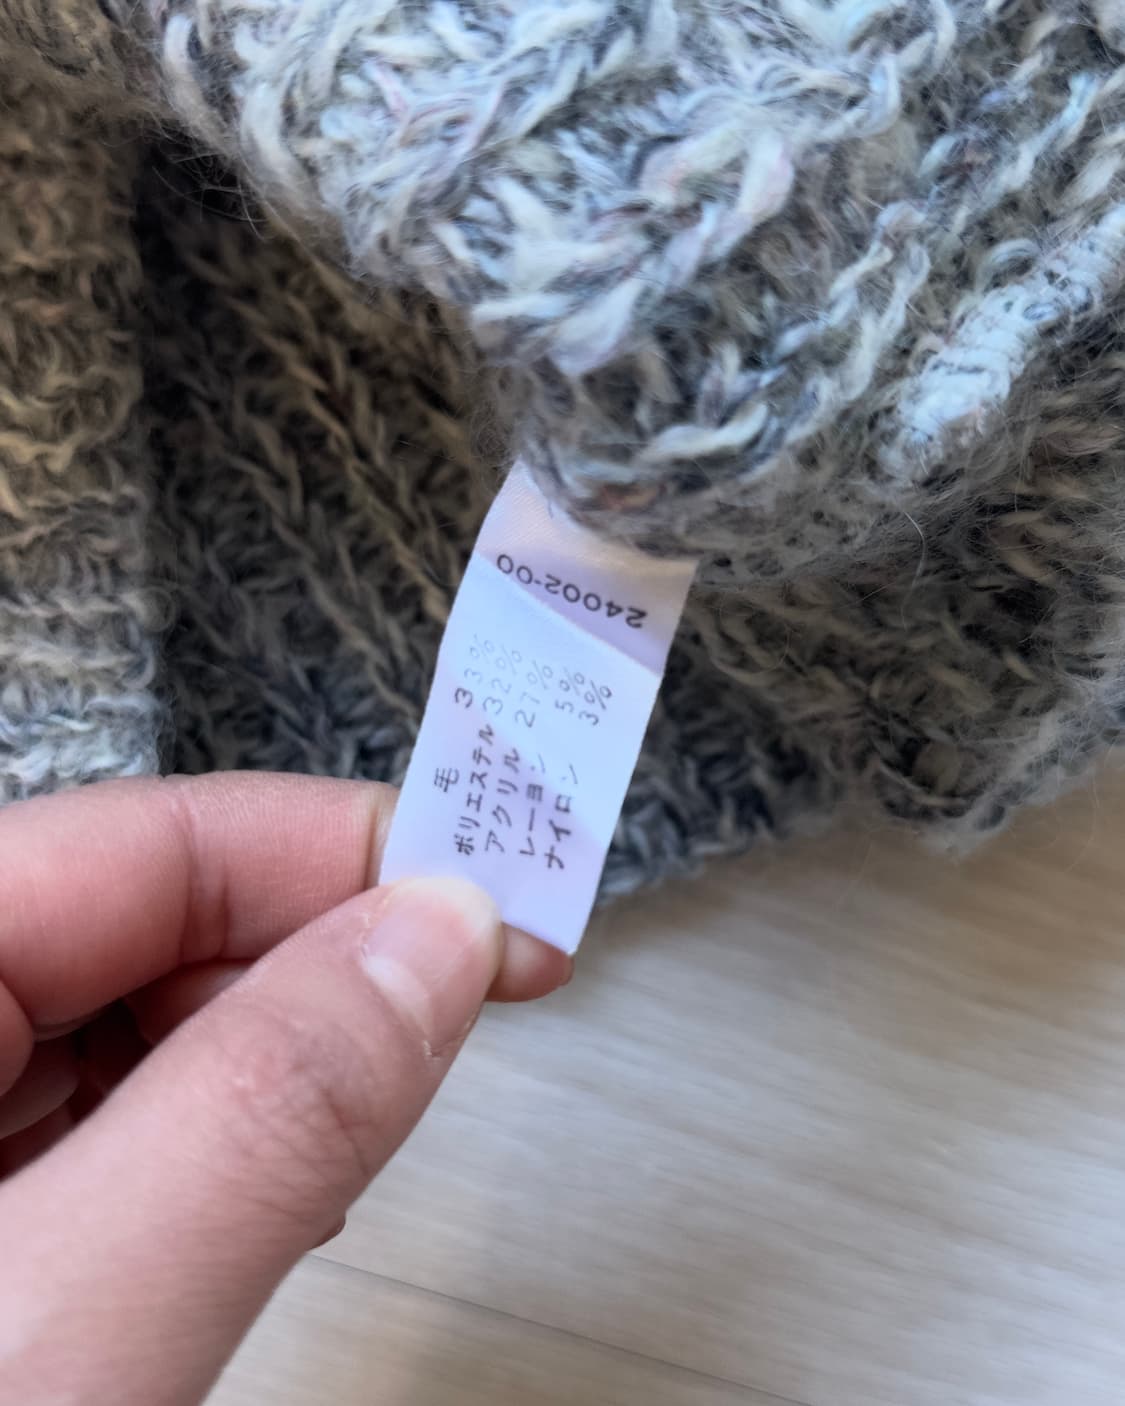 毛 33%
ポリエステル 32%
アクリル 27%
レーヨン 5%
ナイロン 3%
24002-00